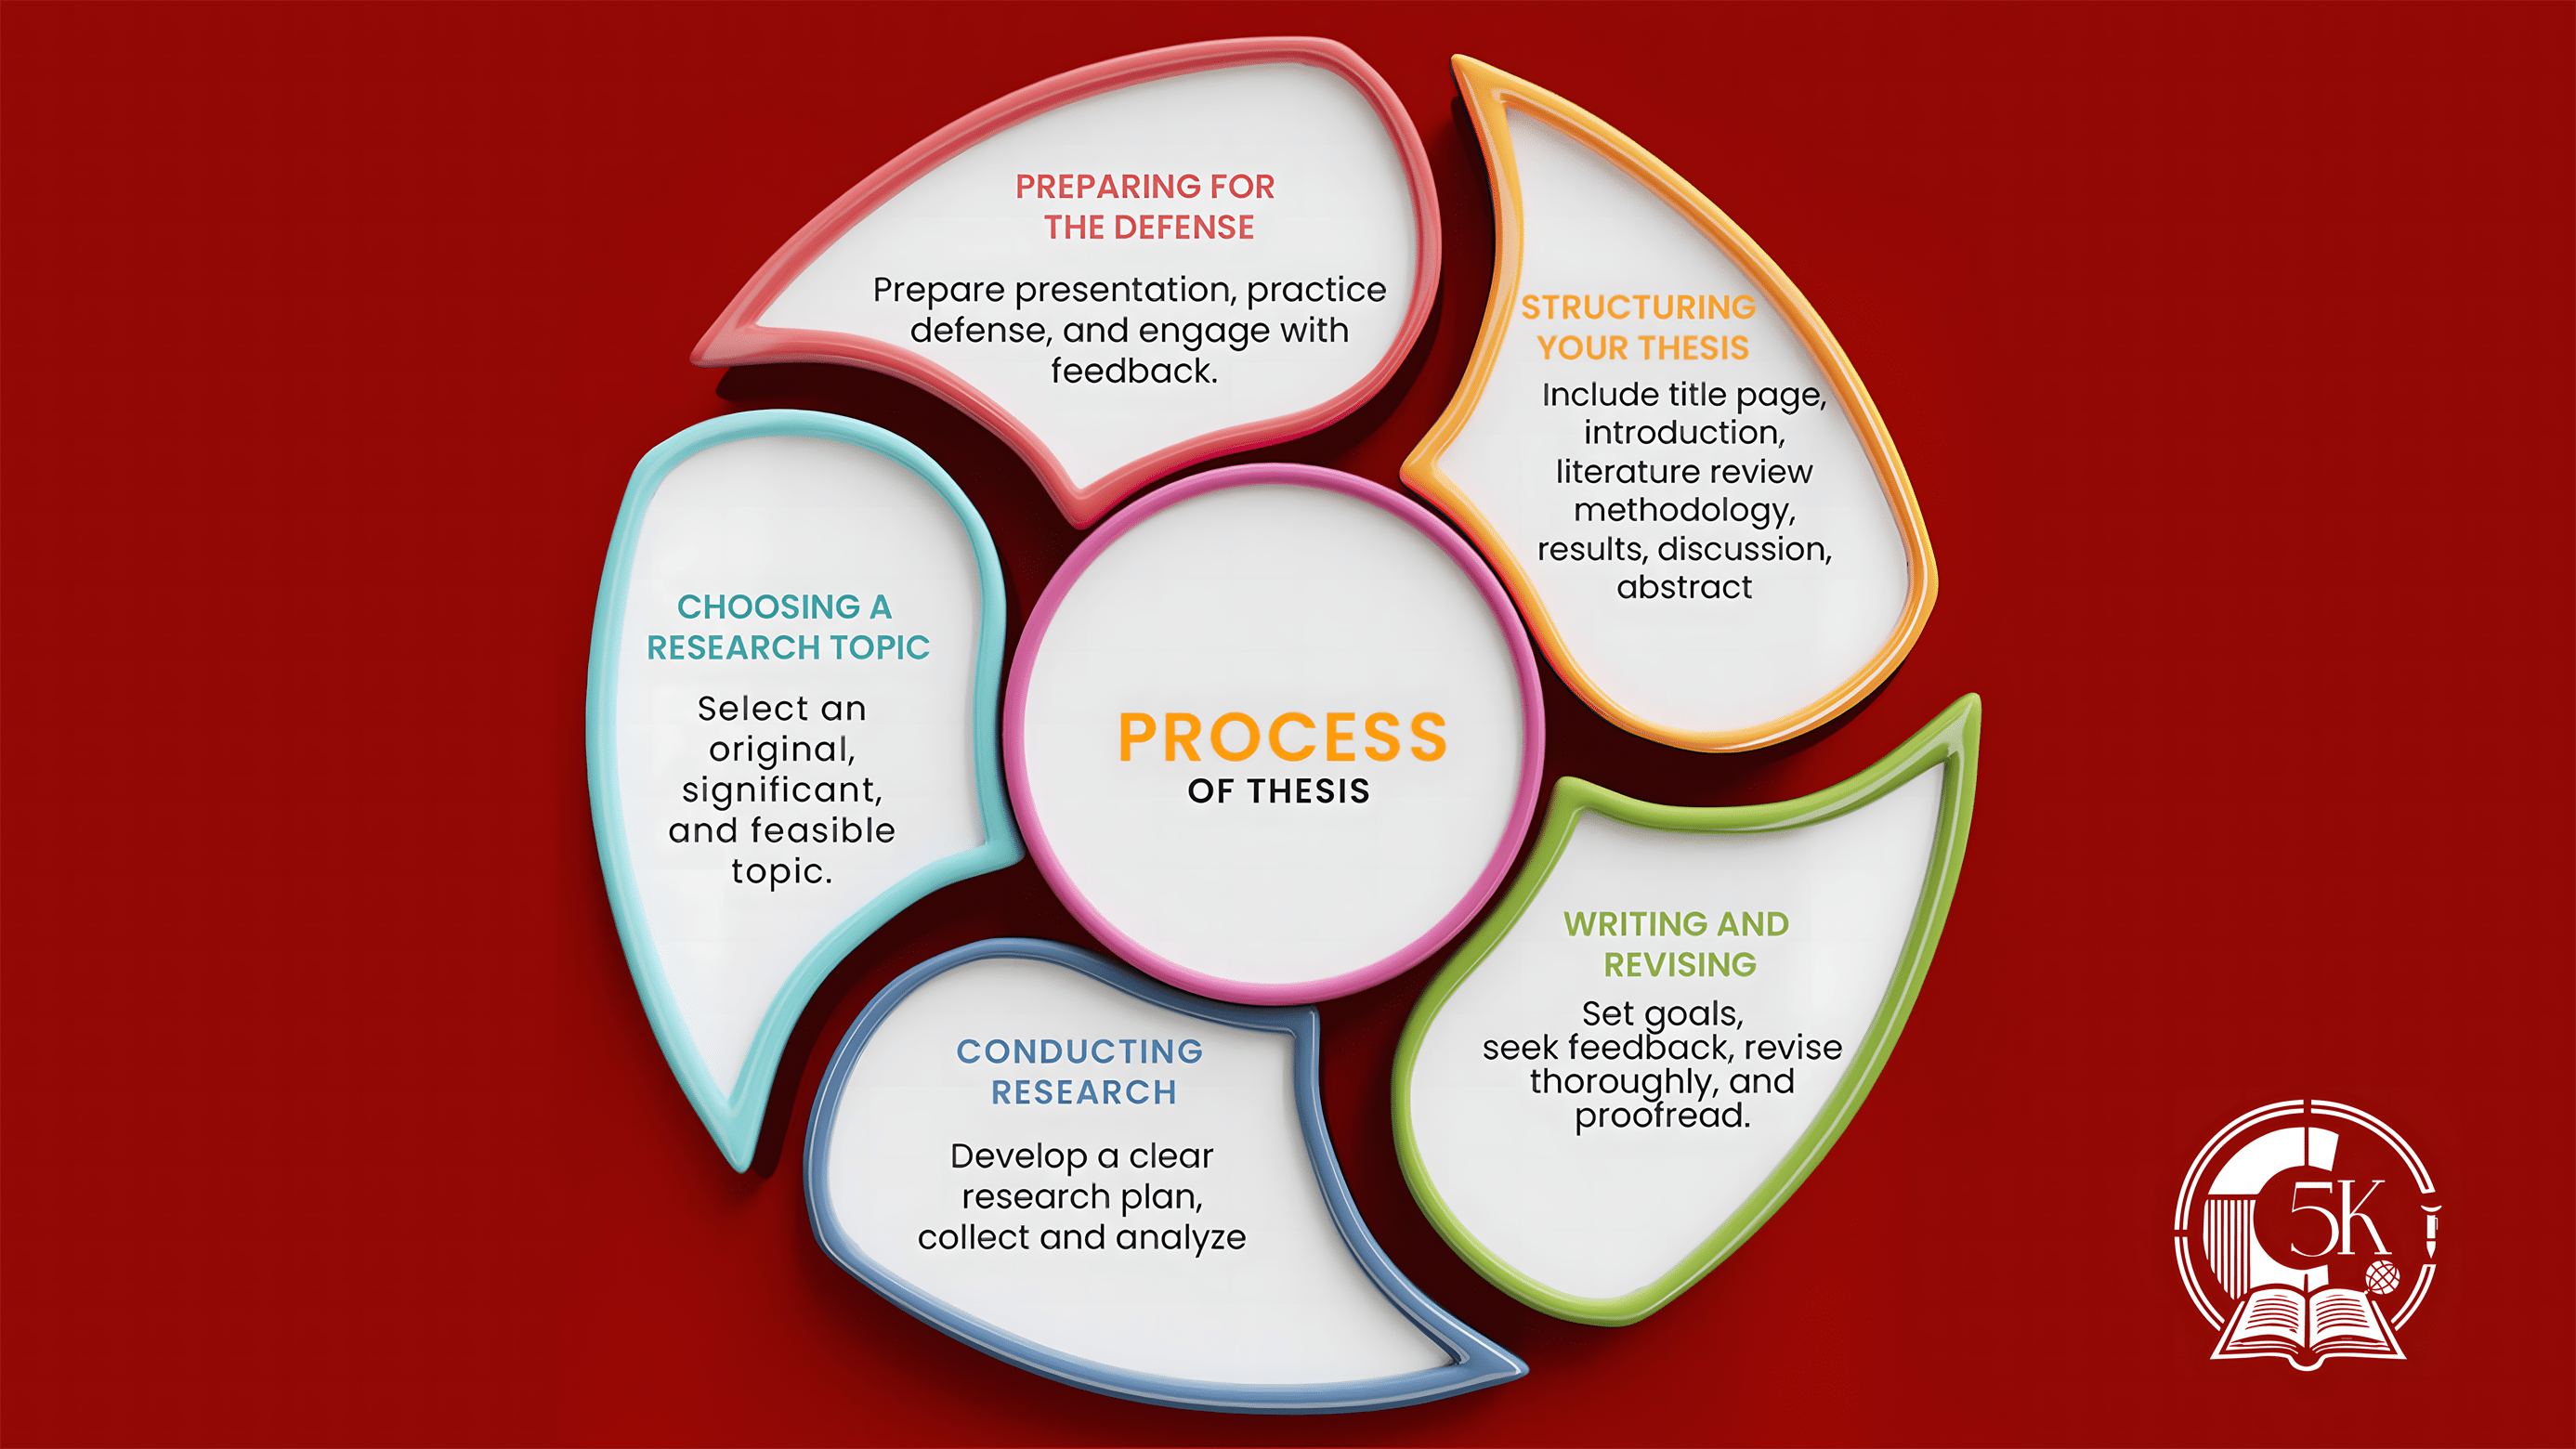 PREPARING FOR
THE DEFENSE
Prepare presentation, practice
defense, and engage with
feedback.
STRUCTURING
YOUR THESIS
Include title page,
introduction,
literature review
methodology,
results, discussion,
abstract
CHOOSING A
RESEARCH TOPIC
Select an
original,
significant,
and feasible
topic.
PROCESS
OF THESIS
WRITING AND
REVISING
Set goals,
seek feedback, revise
thoroughly, and
proofread.
CONDUCTING
RESEARCH
Develop a clear
research plan,
collect and analyze
5K